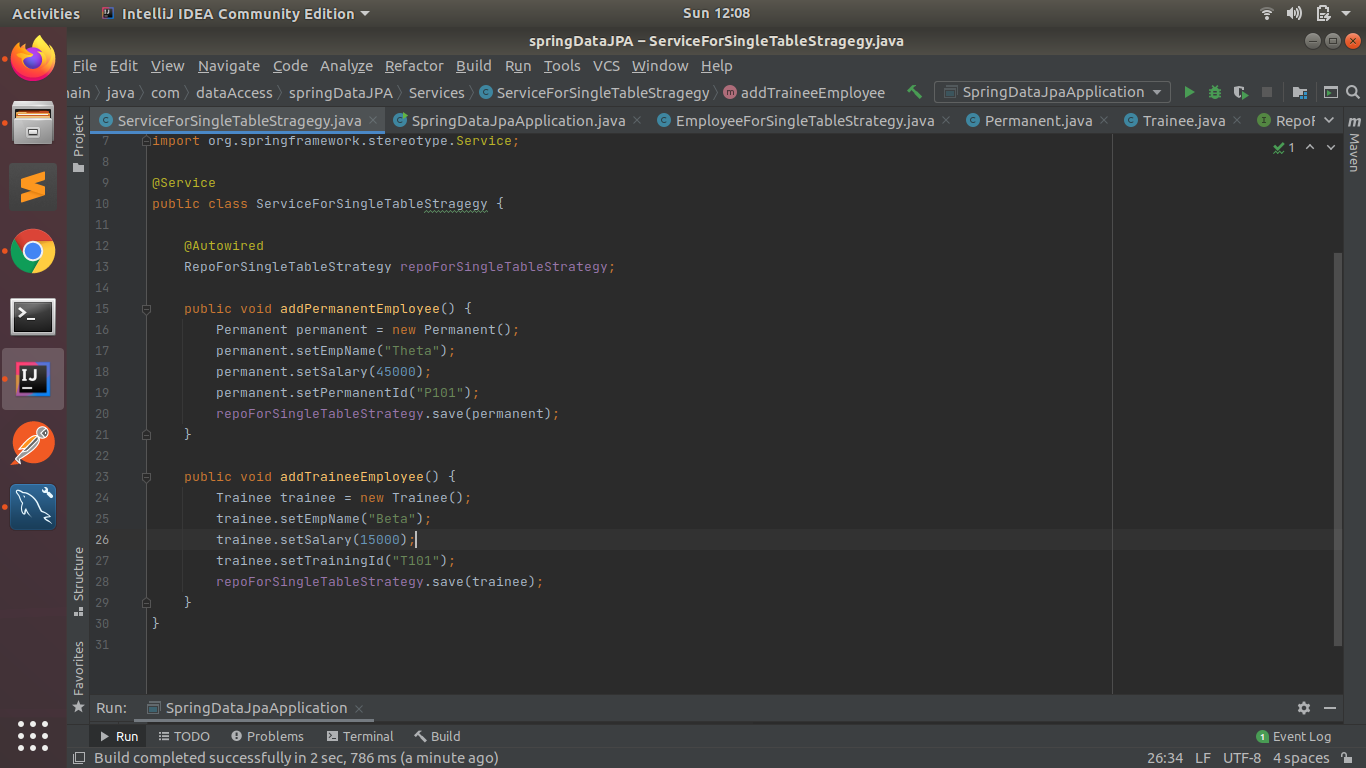 Activities IntelliJ IDEA Community Edition Sun 12:08
springDataJPA – ServiceForSingleTableStragegy.java
File Edit View Navigate Code Analyze Refactor Build Run Tools VCS Window Help
java com dataAccess springDataJPA Services ServiceForSingleTableStragegy addTraineeEmployee SpringDataJpaApplication
ServiceForSingleTableStragegy.java SpringDataJpaApplication.java EmployeeForSingleTableStrategy.java Permanent.java Trainee.java
Project
Maven
1
7 import org.springframework.stereotype.Service;
8
9 @Service
10 public class ServiceForSingleTableStragegy {
11
12 @Autowired
13 RepoForSingleTableStrategy repoForSingleTableStrategy;
14
15 public void addPermanentEmployee() {
16 Permanent permanent = new Permanent();
17 permanent.setEmpName("Theta");
18 permanent.setSalary(45000);
19 permanent.setPermanentId("P101");
20 repoForSingleTableStrategy.save(permanent);
21 }
22
23 public void addTraineeEmployee() {
24 Trainee trainee = new Trainee();
25 trainee.setEmpName("Beta");
26 trainee.setSalary(15000);
27 trainee.setTrainingId("T101");
28 repoForSingleTableStrategy.save(trainee);
29 }
30 }
31
Structure
Favorites
Run: SpringDataJpaApplication
Run TODO Problems Terminal Build 1 Event Log
Build completed successfully in 2 sec, 786 ms (a minute ago) 26:34 LF UTF-8 4 spaces